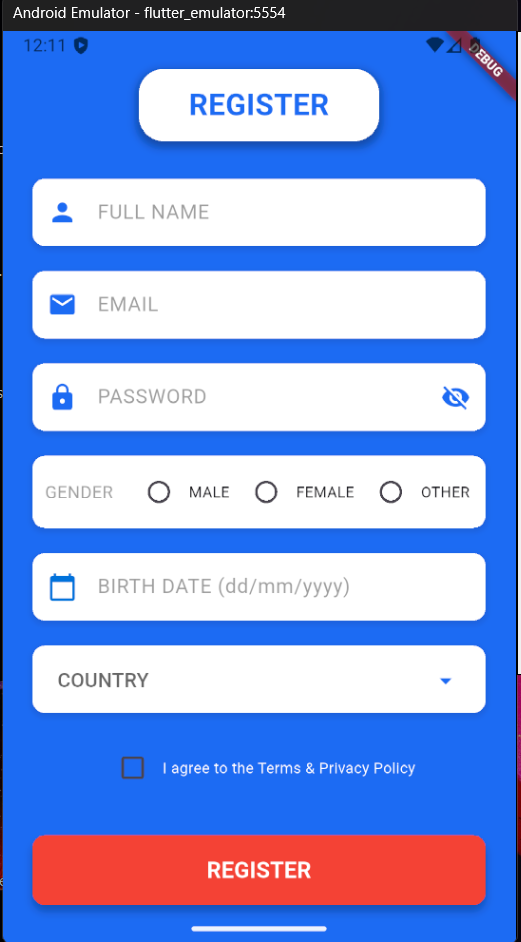 Android Emulator - flutter_emulator:5554
12:11
DEBUG
REGISTER
FULL NAME
EMAIL
PASSWORD
GENDER MALE FEMALE OTHER
BIRTH DATE (dd/mm/yyyy)
COUNTRY
I agree to the Terms & Privacy Policy
REGISTER